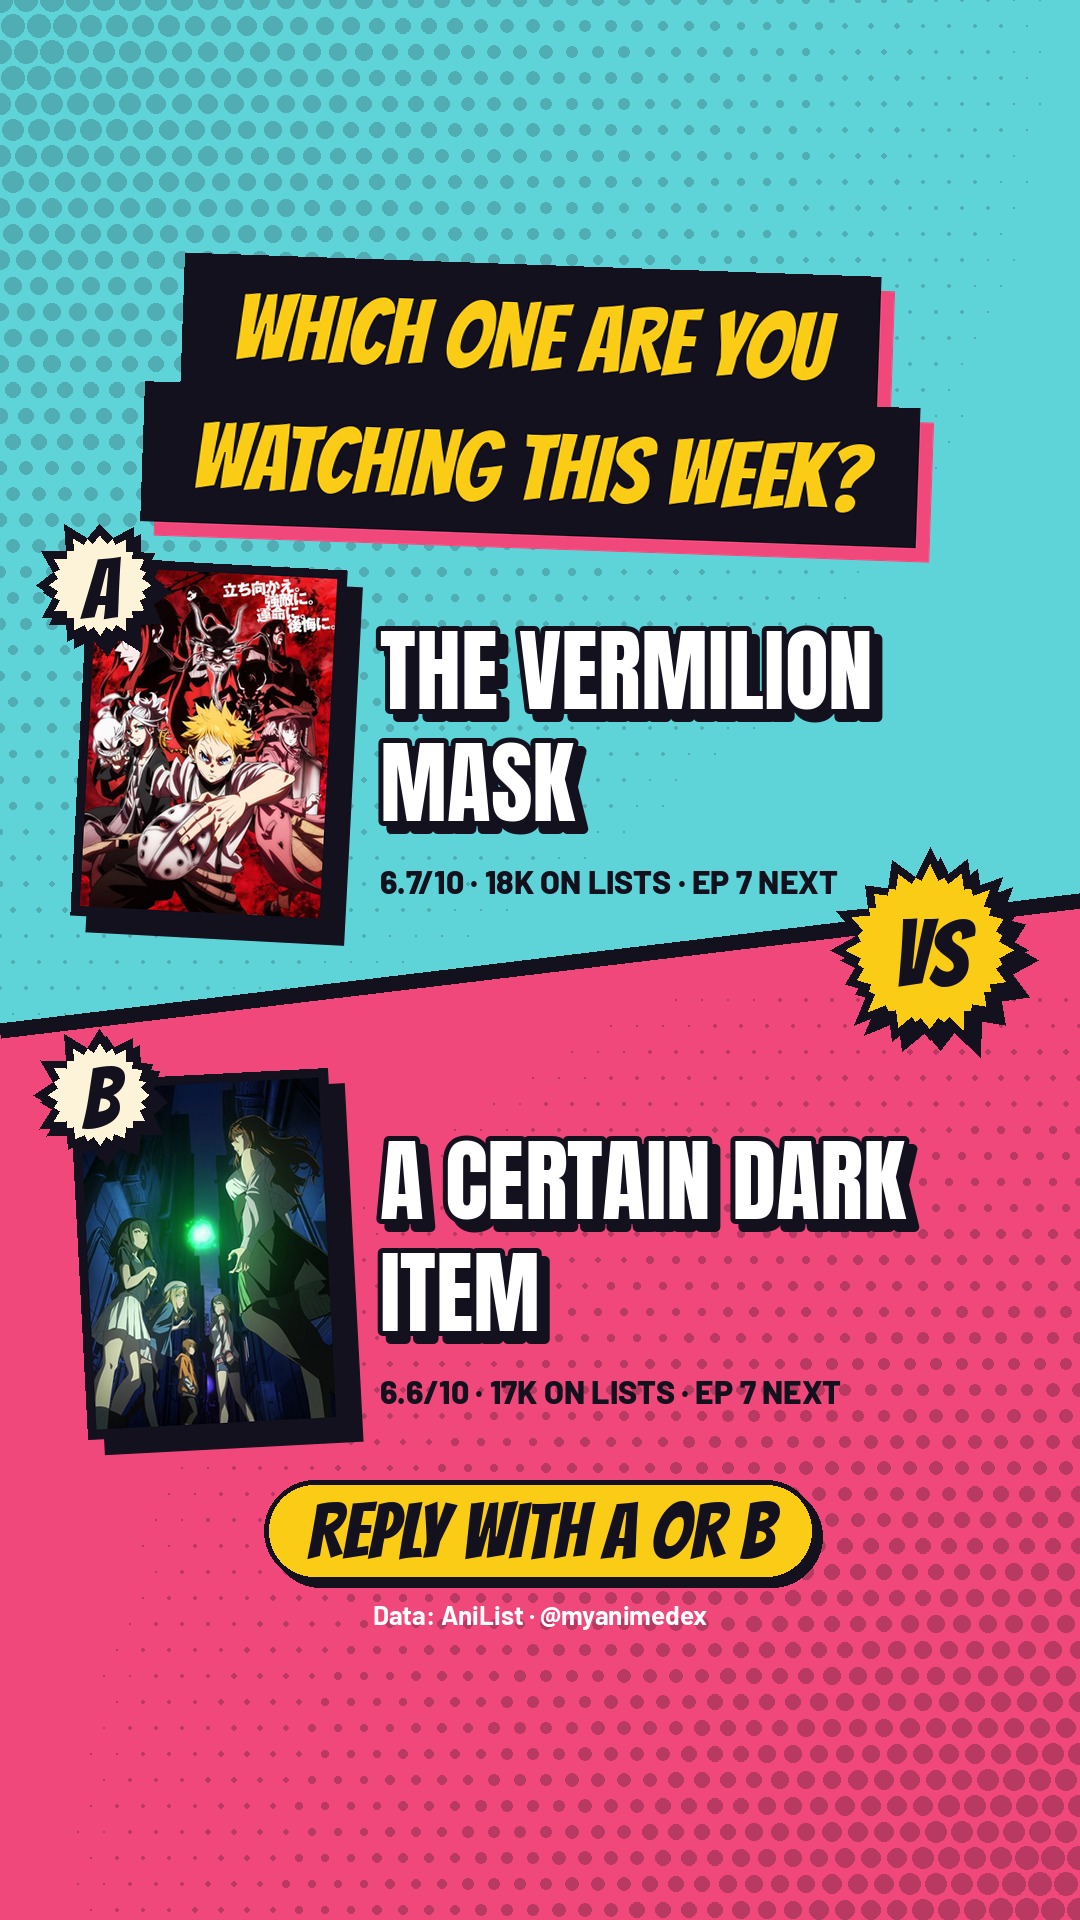 WHICH ONE ARE YOU
WATCHING THIS WEEK?
A
立ち向かえ。
強敵に。
運命に。
後悔に。
THE VERMILION
MASK
6.7/10 · 18K ON LISTS · EP 7 NEXT
VS
B
A CERTAIN DARK
ITEM
6.6/10 · 17K ON LISTS · EP 7 NEXT
REPLY WITH A OR B
Data: AniList · @myanimedex